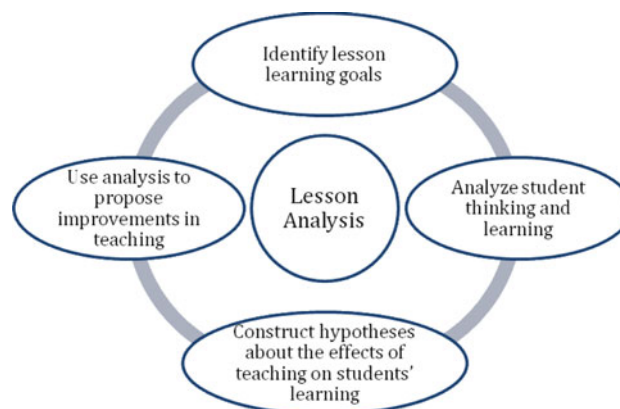 Identify lesson
learning goals
Use analysis to
propose
improvements in
teaching
Lesson
Analysis
Analyze student
thinking and
learning
Construct hypotheses
about the effects of
teaching on students'
learning